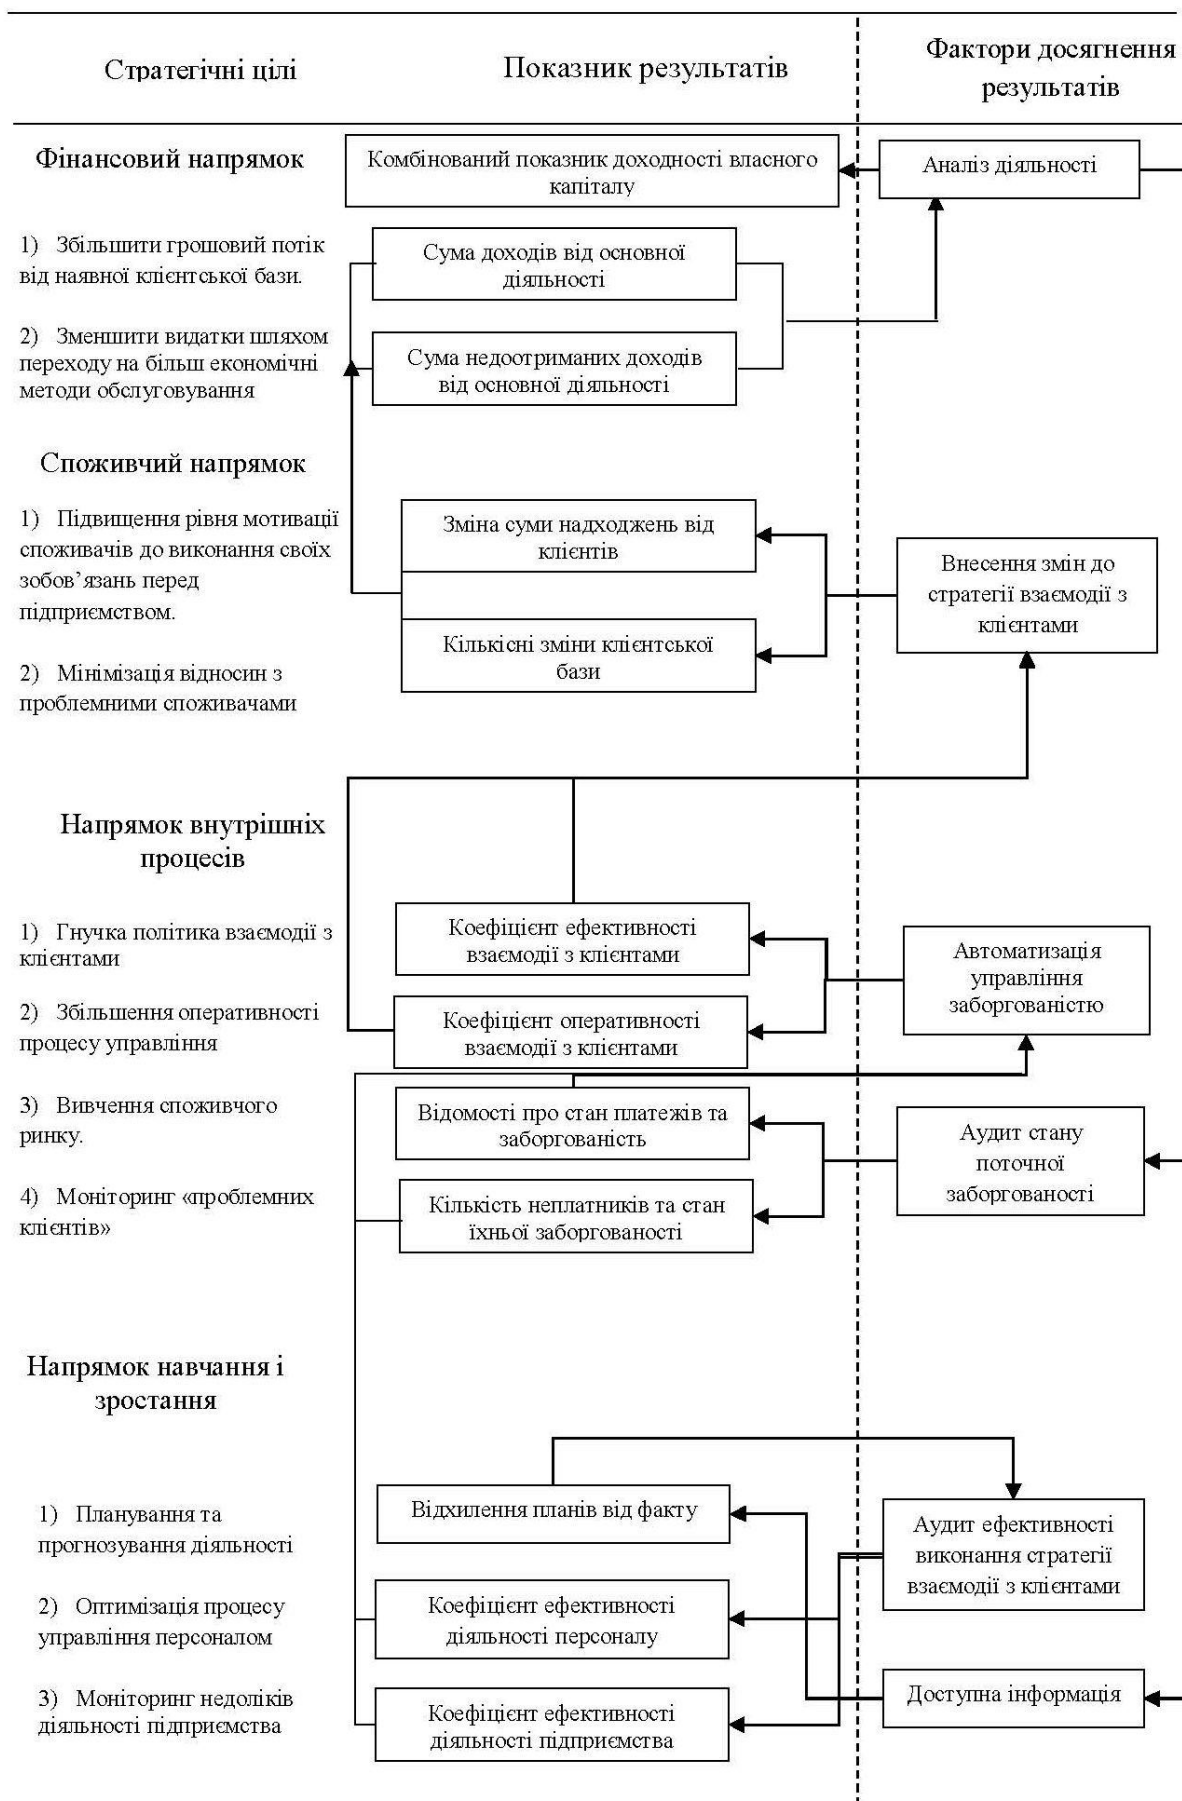 Стратегічні цілі
Показник результатів
Фактори досягнення
результатів
Фінансовий напрямок
Комбінований показник доходності власного
капіталу
Аналіз діяльності
1) Збільшити грошовий потік
від наявної клієнтської бази.
Сума доходів від основної
діяльності
2) Зменшити видатки шляхом
переходу на більш економічні
методи обслуговування
Сума недоотриманих доходів
від основної діяльності
Споживчий напрямок
1) Підвищення рівня мотивації
споживачів до виконання своїх
зобов’язань перед
підприємством.
Зміна суми надходжень від
клієнтів
Внесення змін до
стратегії взаємодії з
клієнтами
2) Мінімізація відносин з
проблемними споживачами
Кількісні зміни клієнтської
бази
Напрямок внутрішніх
процесів
1) Гнучка політика взаємодії з
клієнтами
Коефіцієнт ефективності
взаємодії з клієнтами
Автоматизація
управління
заборгованістю
2) Збільшення оперативності
процесу управління
Коефіцієнт оперативності
взаємодії з клієнтами
3) Вивчення споживчого
ринку.
Відомості про стан платежів та
заборгованість
Аудит стану
поточної
заборгованості
4) Моніторинг «проблемних
клієнтів»
Кількість неплатників та стан
їхньої заборгованості
Напрямок навчання і
зростання
1) Планування та
прогнозування діяльності
Відхилення планів від факту
Аудит ефективності
виконання стратегії
взаємодії з клієнтами
2) Оптимізація процесу
управління персоналом
Коефіцієнт ефективності
діяльності персоналу
3) Моніторинг недоліків
діяльності підприємства
Коефіцієнт ефективності
діяльності підприємства
Доступна інформація